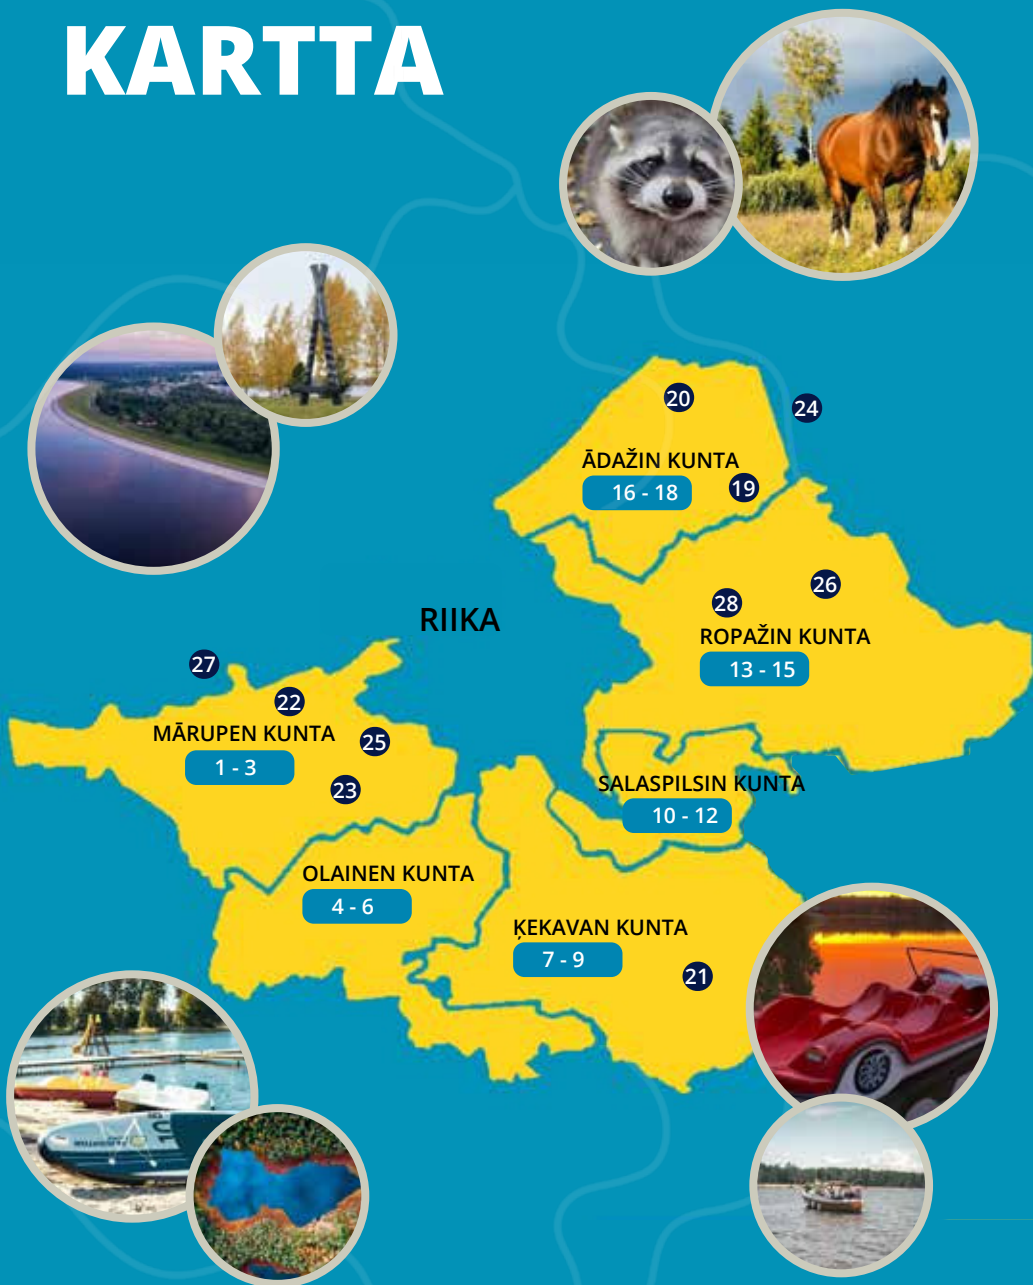 KARTTA
20
24
ĀDAŽIN KUNTA
16 - 18
19
26
28
RIIKA
ROPAŽIN KUNTA
13 - 15
27
22
MĀRUPEN KUNTA
25
1 - 3
23
SALASPILSIN KUNTA
10 - 12
OLAINEN KUNTA
4 - 6
ĶEKAVAN KUNTA
7 - 9
21